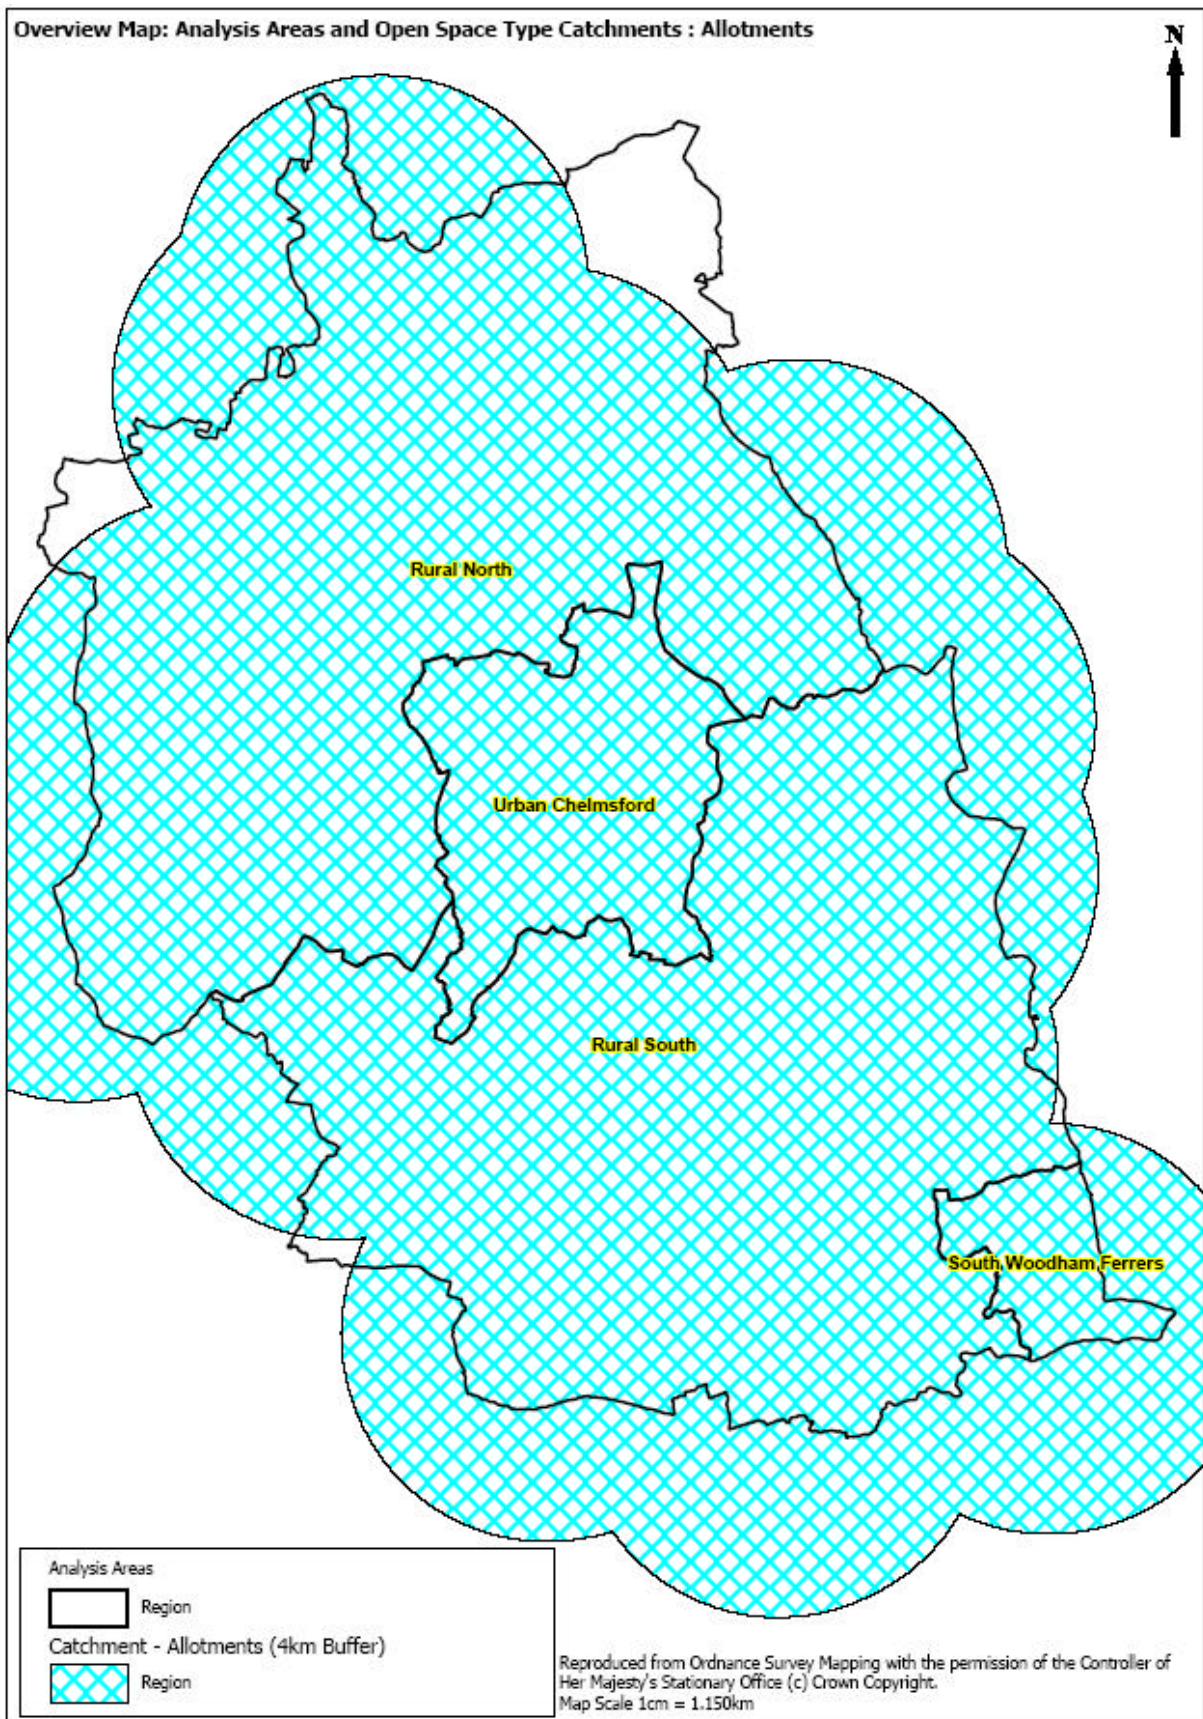 Overview Map: Analysis Areas and Open Space Type Catchments : Allotments
N
Rural North
Urban Chelmsford
Rural South
South Woodham Ferrers
Analysis Areas
Region
Catchment - Allotments (4km Buffer)
Region
Reproduced from Ordnance Survey Mapping with the permission of the Controller of
Her Majesty's Stationary Office (c) Crown Copyright.
Map Scale 1cm = 1.150km